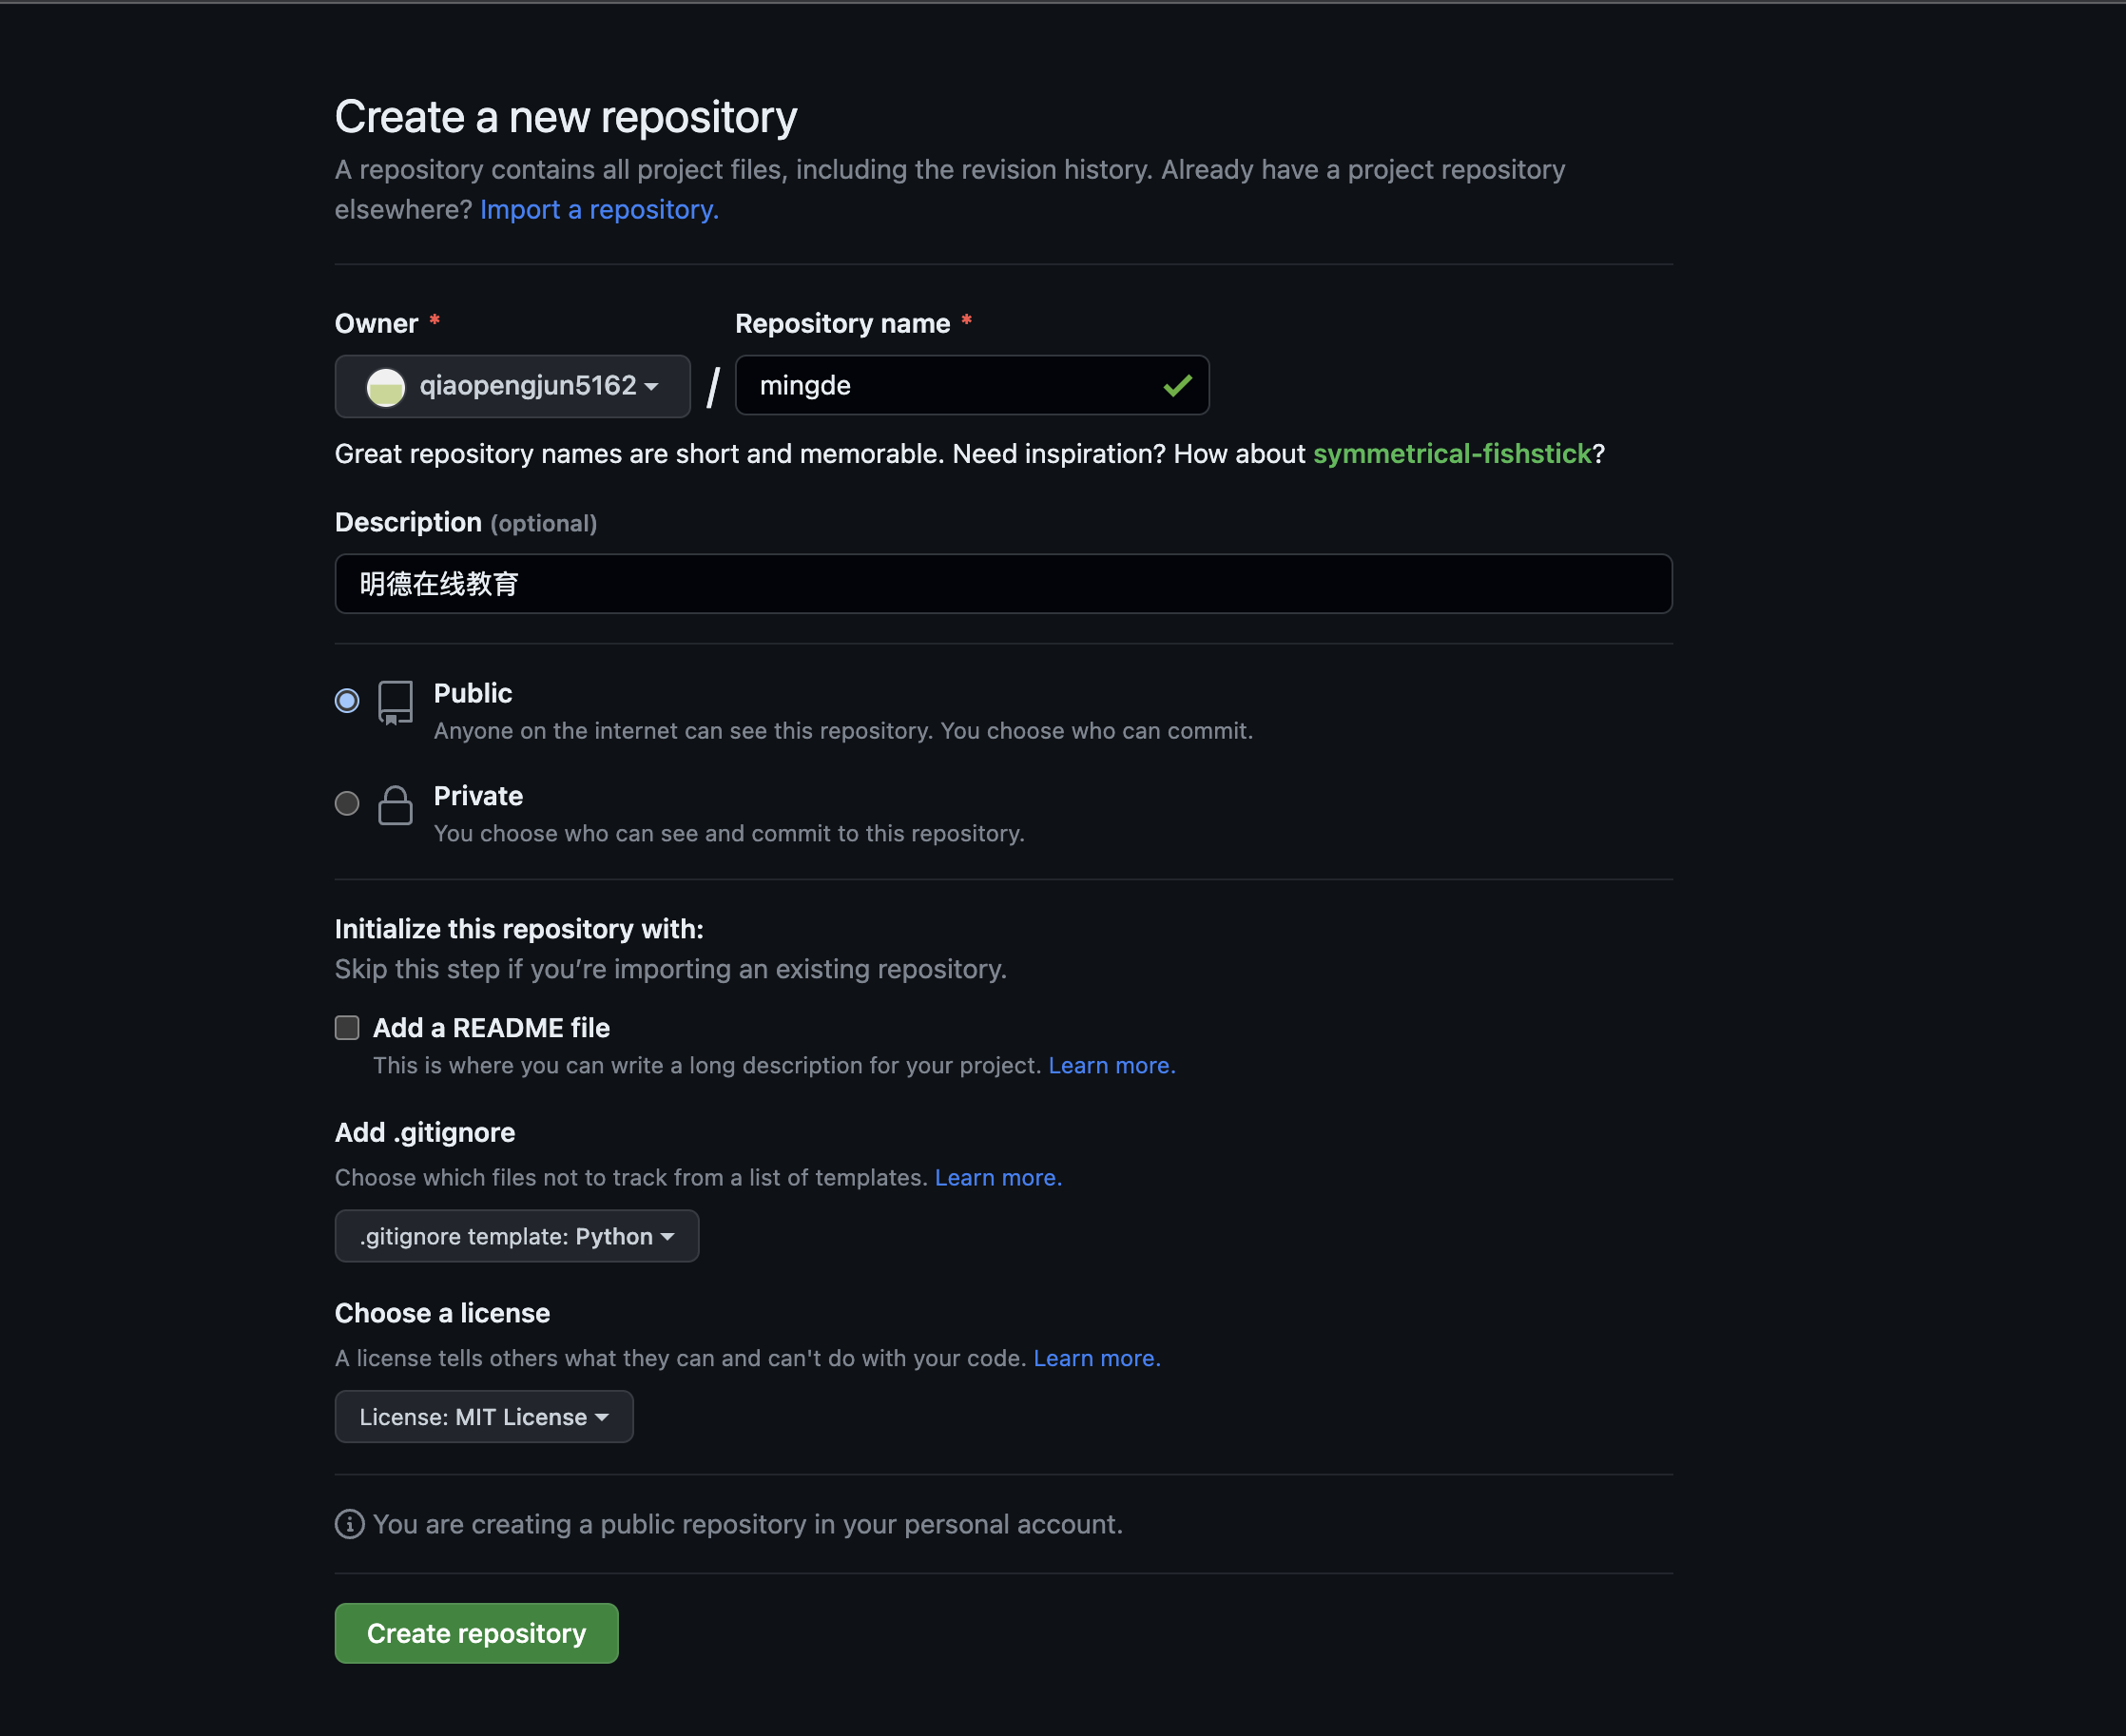 Create a new repository
A repository contains all project files, including the revision history. Already have a project repository
elsewhere? Import a repository.
Owner *
Repository name *
qiaopengjun5162
/
mingde
Great repository names are short and memorable. Need inspiration? How about symmetrical-fishstick?
Description (optional)
明德在线教育
Public
Anyone on the internet can see this repository. You choose who can commit.
Private
You choose who can see and commit to this repository.
Initialize this repository with:
Skip this step if you’re importing an existing repository.
Add a README file
This is where you can write a long description for your project. Learn more.
Add .gitignore
Choose which files not to track from a list of templates. Learn more.
.gitignore template: Python
Choose a license
A license tells others what they can and can't do with your code. Learn more.
License: MIT License
You are creating a public repository in your personal account.
Create repository